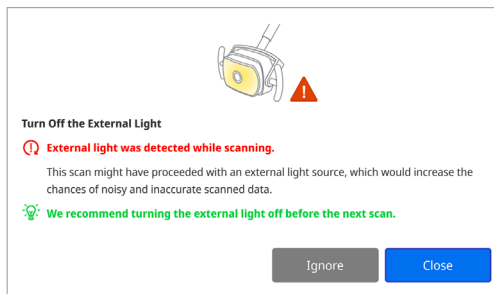 Turn Off the External Light
External light was detected while scanning.
This scan might have proceeded with an external light source, which would increase the
chances of noisy and inaccurate scanned data.
We recommend turning the external light off before the next scan.
Ignore
Close